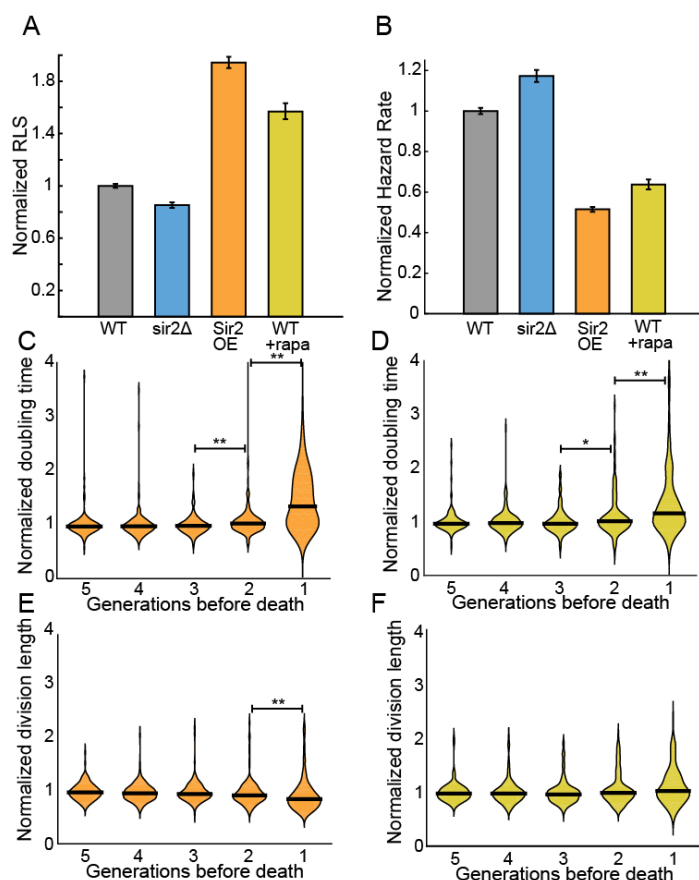 A
Normalized RLS
1.8
1.4
1
0.6
0.2
WT
sir2Δ
Sir2 OE
WT +rapa
B
Normalized Hazard Rate
1.2
1
0.8
0.6
0.4
0.2
0
WT
sir2Δ
Sir2 OE
WT +rapa
C
Normalized doubling time
4
3
2
1
0
**
**
5 4 3 2 1
Generations before death
D
Normalized doubling time
4
3
2
1
0
*
**
5 4 3 2 1
Generations before death
E
Normalized division length
4
3
2
1
0
**
5 4 3 2 1
Generations before death
F
Normalized division length
4
3
2
1
0
5 4 3 2 1
Generations before death